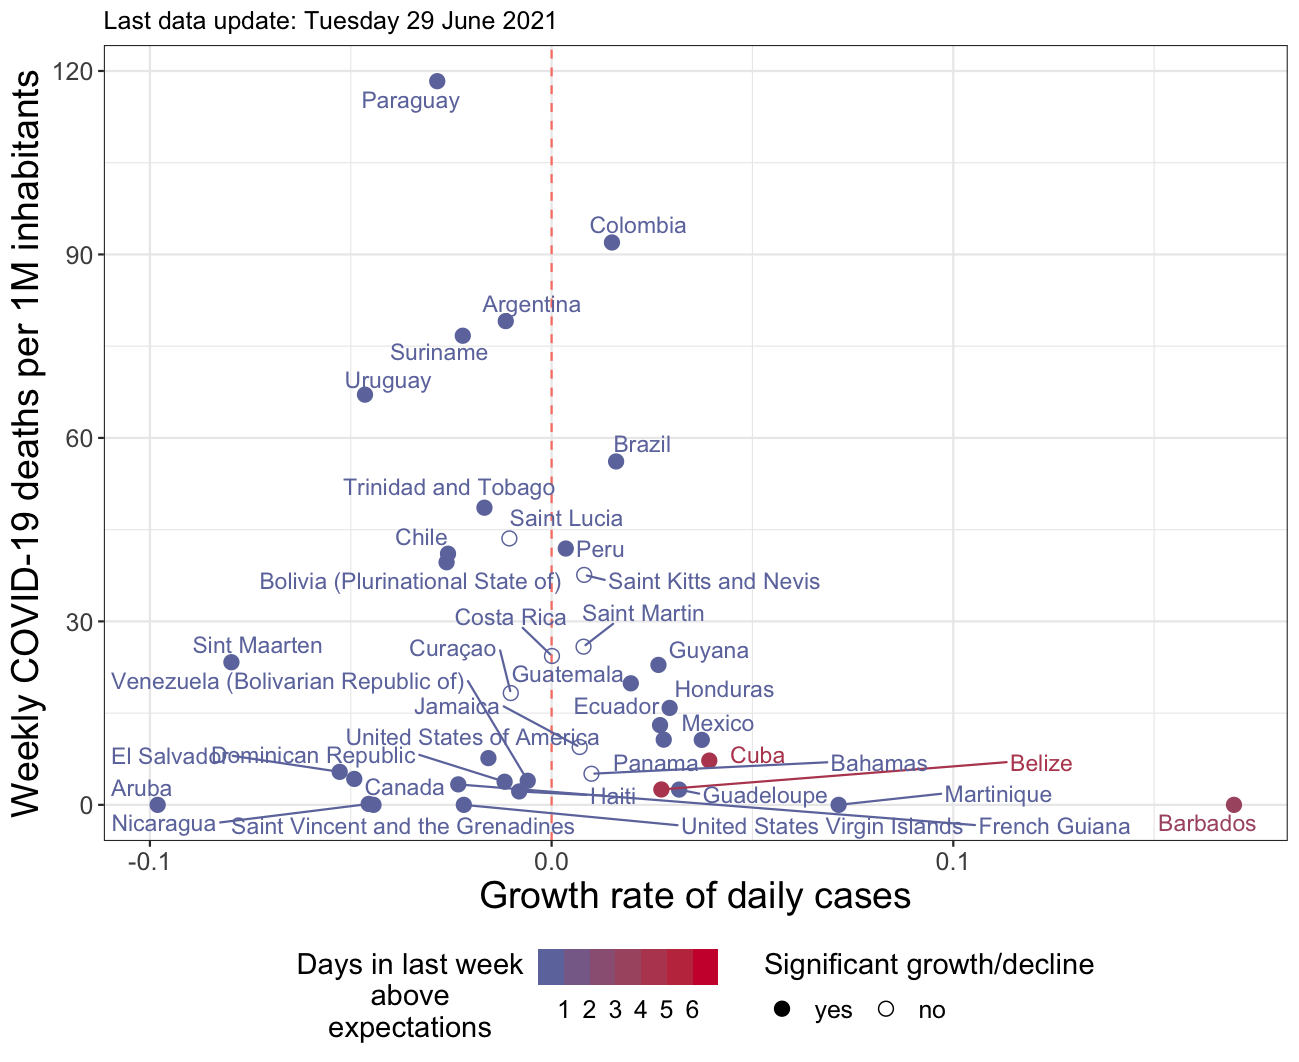 Last data update: Tuesday 29 June 2021
Weekly COVID-19 deaths per 1M inhabitants
120
90
60
30
0
Paraguay
Colombia
Argentina
Suriname
Uruguay
Brazil
Trinidad and Tobago
Saint Lucia
Chile
Peru
Bolivia (Plurinational State of)
Saint Kitts and Nevis
Costa Rica
Saint Martin
Sint Maarten
Curaçao
Guyana
Guatemala
Venezuela (Bolivarian Republic of)
Honduras
Jamaica
Ecuador
Mexico
United States of America
El Salvador
Dominican Republic
Panama
Cuba
Bahamas
Belize
Aruba
Canada
Haiti
Guadeloupe
Martinique
Nicaragua
Saint Vincent and the Grenadines
United States Virgin Islands
French Guiana
Barbados
-0.1
0.0
0.1
Growth rate of daily cases
Days in last week
above
expectations
1 2 3 4 5 6
Significant growth/decline
yes
no